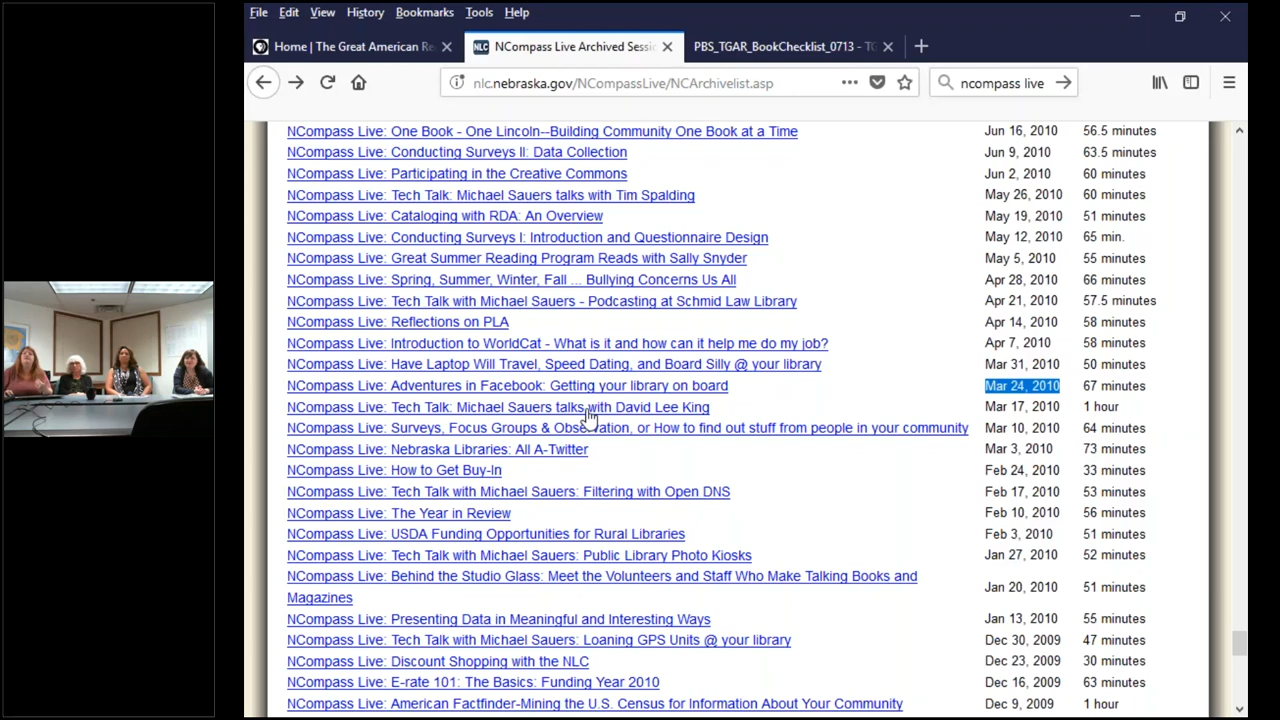 File Edit View History Bookmarks Tools Help
Home | The Great American Re
NLC NCompass Live Archived Sessi
PBS_TGAR_BookChecklist_0713 - TG
nlc.nebraska.gov/NCompassLive/NCArchivelist.asp
ncompass live
NCompass Live: One Book - One Lincoln--Building Community One Book at a Time Jun 16, 2010 56.5 minutes
NCompass Live: Conducting Surveys II: Data Collection Jun 9, 2010 63.5 minutes
NCompass Live: Participating in the Creative Commons Jun 2, 2010 60 minutes
NCompass Live: Tech Talk: Michael Sauers talks with Tim Spalding May 26, 2010 60 minutes
NCompass Live: Cataloging with RDA: An Overview May 19, 2010 51 minutes
NCompass Live: Conducting Surveys I: Introduction and Questionnaire Design May 12, 2010 65 min.
NCompass Live: Great Summer Reading Program Reads with Sally Snyder May 5, 2010 55 minutes
NCompass Live: Spring, Summer, Winter, Fall ... Bullying Concerns Us All Apr 28, 2010 66 minutes
NCompass Live: Tech Talk with Michael Sauers - Podcasting at Schmid Law Library Apr 21, 2010 57.5 minutes
NCompass Live: Reflections on PLA Apr 14, 2010 58 minutes
NCompass Live: Introduction to WorldCat - What is it and how can it help me do my job? Apr 7, 2010 58 minutes
NCompass Live: Have Laptop Will Travel, Speed Dating, and Board Silly @ your library Mar 31, 2010 50 minutes
NCompass Live: Adventures in Facebook: Getting your library on board Mar 24, 2010 67 minutes
NCompass Live: Tech Talk: Michael Sauers talks with David Lee King Mar 17, 2010 1 hour
NCompass Live: Surveys, Focus Groups & Observation, or How to find out stuff from people in your community Mar 10, 2010 64 minutes
NCompass Live: Nebraska Libraries: All A-Twitter Mar 3, 2010 73 minutes
NCompass Live: How to Get Buy-In Feb 24, 2010 33 minutes
NCompass Live: Tech Talk with Michael Sauers: Filtering with Open DNS Feb 17, 2010 53 minutes
NCompass Live: The Year in Review Feb 10, 2010 56 minutes
NCompass Live: USDA Funding Opportunities for Rural Libraries Feb 3, 2010 51 minutes
NCompass Live: Tech Talk with Michael Sauers: Public Library Photo Kiosks Jan 27, 2010 52 minutes
NCompass Live: Behind the Studio Glass: Meet the Volunteers and Staff Who Make Talking Books and
Magazines Jan 20, 2010 51 minutes
NCompass Live: Presenting Data in Meaningful and Interesting Ways Jan 13, 2010 55 minutes
NCompass Live: Tech Talk with Michael Sauers: Loaning GPS Units @ your library Dec 30, 2009 47 minutes
NCompass Live: Discount Shopping with the NLC Dec 23, 2009 30 minutes
NCompass Live: E-rate 101: The Basics: Funding Year 2010 Dec 16, 2009 63 minutes
NCompass Live: American Factfinder-Mining the U.S. Census for Information About Your Community Dec 9, 2009 1 hour